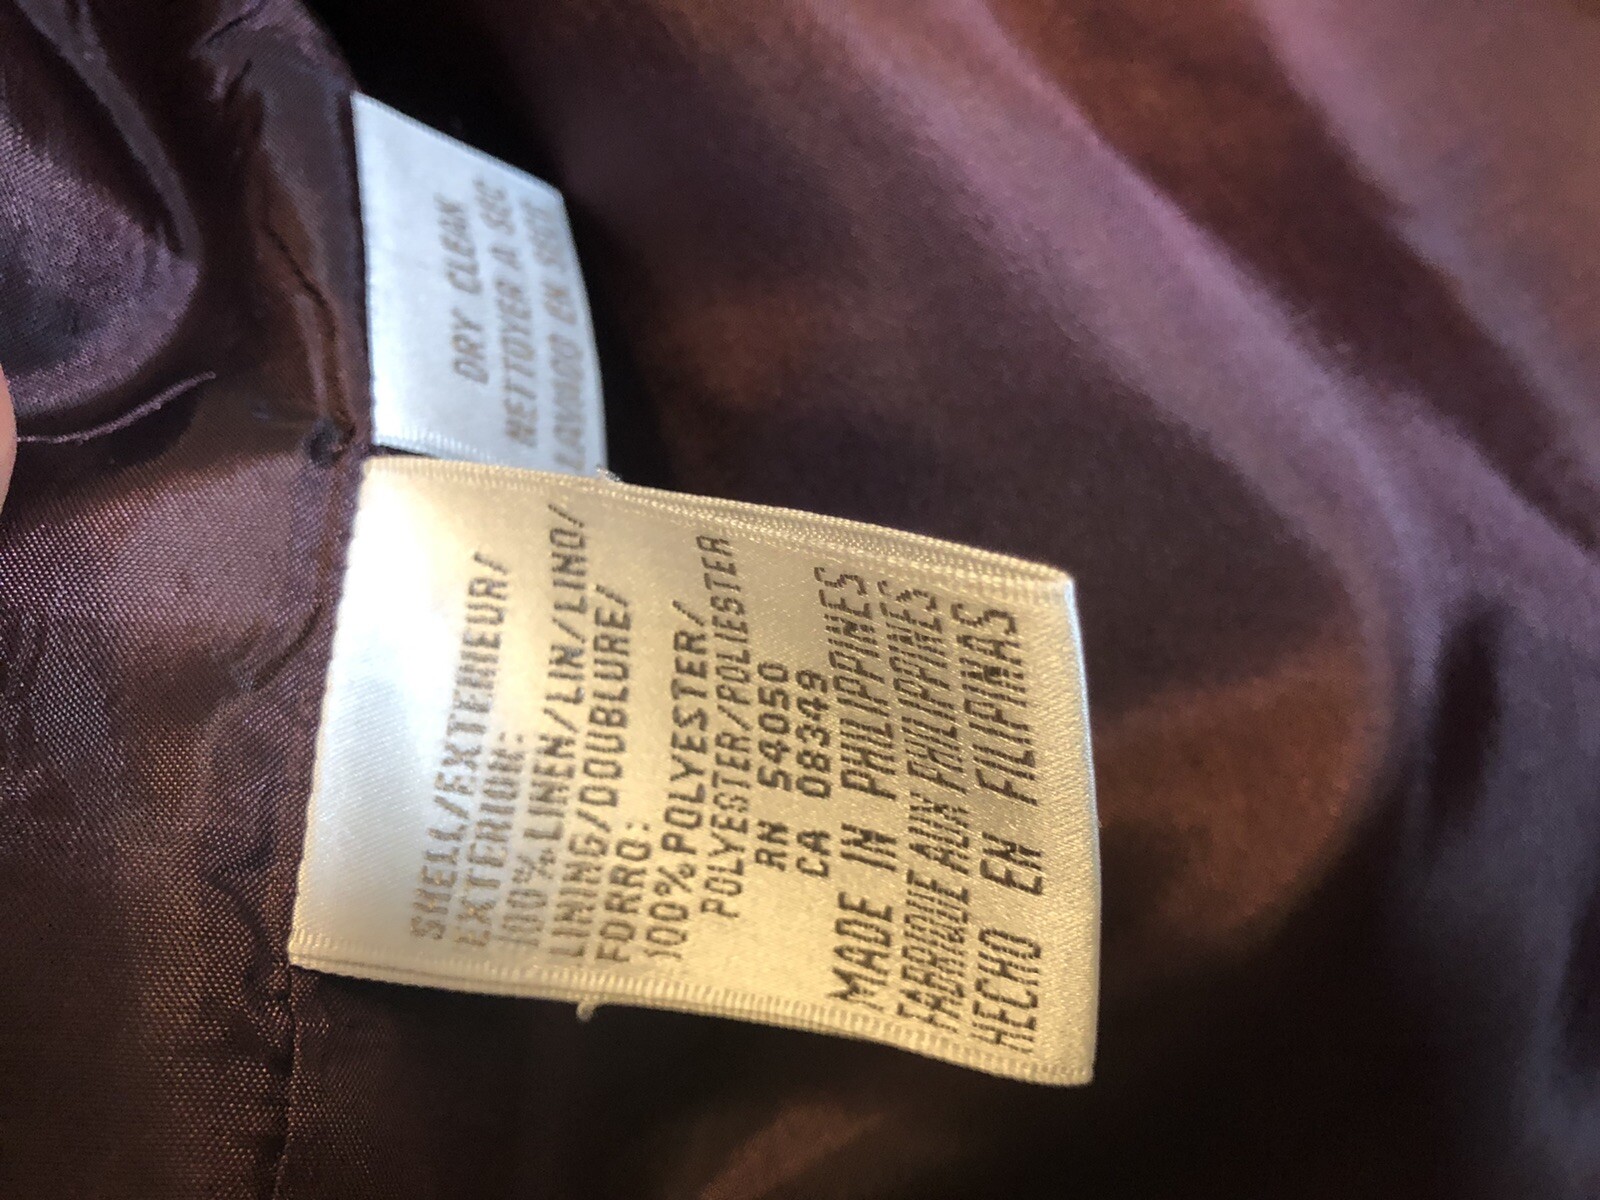 DRY CLEAN
NETTOYER A SEC
LAVADO EN SECO
SHELL/EXTERIEUR/
EXTERIOR:
100% LINEN/LIN/LINO/
LINING/DOUBLURE/
FORRO:
100% POLYESTER/
POLYESTER/POLIESTER
RN 54050
CA 08349
MADE IN PHILIPPINES
FABRIQUE AUX PHILIPPINES
HECHO EN FILIPINAS